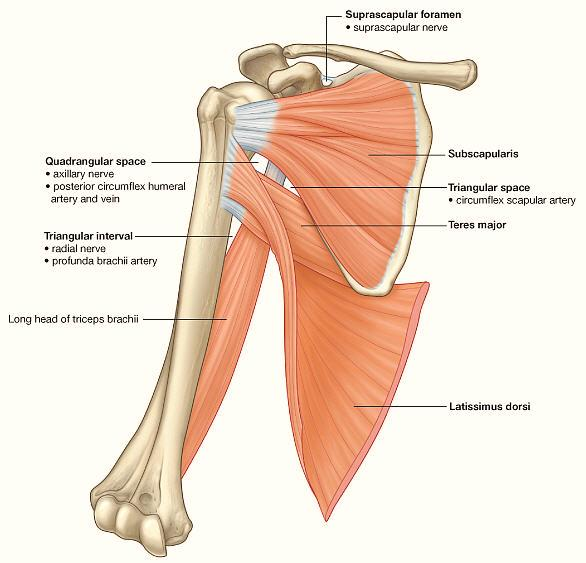 Suprascapular foramen
• suprascapular nerve
Quadrangular space
• axillary nerve
• posterior circumflex humeral
artery and vein
Subscapularis
Triangular space
• circumflex scapular artery
Teres major
Triangular interval
• radial nerve
• profunda brachii artery
Long head of triceps brachii
Latissimus dorsi